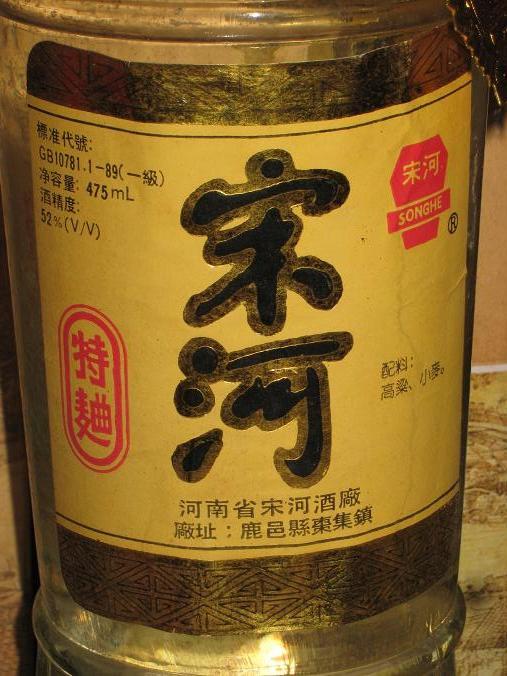 標准代號:
GB10781.1-89(一級)
净容量: 475mL
酒精度:
52%(V/V)
宋河
SONGHE
®
宋河
特麯
配料:
高粱、小麥。
河南省宋河酒廠
廠址:鹿邑縣棗集鎮